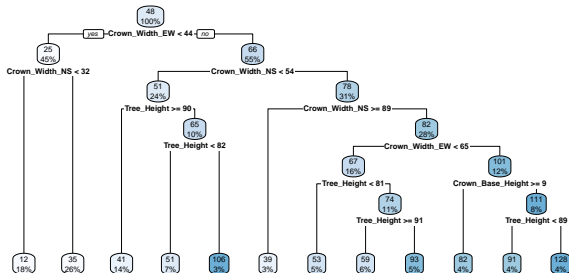 48
100%
yes Crown_Width_EW < 44 no
25
45%
66
55%
Crown_Width_NS < 32
Crown_Width_NS < 54
51
24%
78
31%
Tree_Height >= 90
Crown_Width_NS >= 89
65
10%
82
28%
Tree_Height < 82
Crown_Width_EW < 65
67
16%
101
12%
Tree_Height < 81
Crown_Base_Height >= 9
74
11%
111
8%
Tree_Height >= 91
Tree_Height < 89
12 35 41 51 106 39 53 59 93 82 91 128
18% 26% 14% 7% 3% 3% 5% 6% 5% 4% 4% 4%